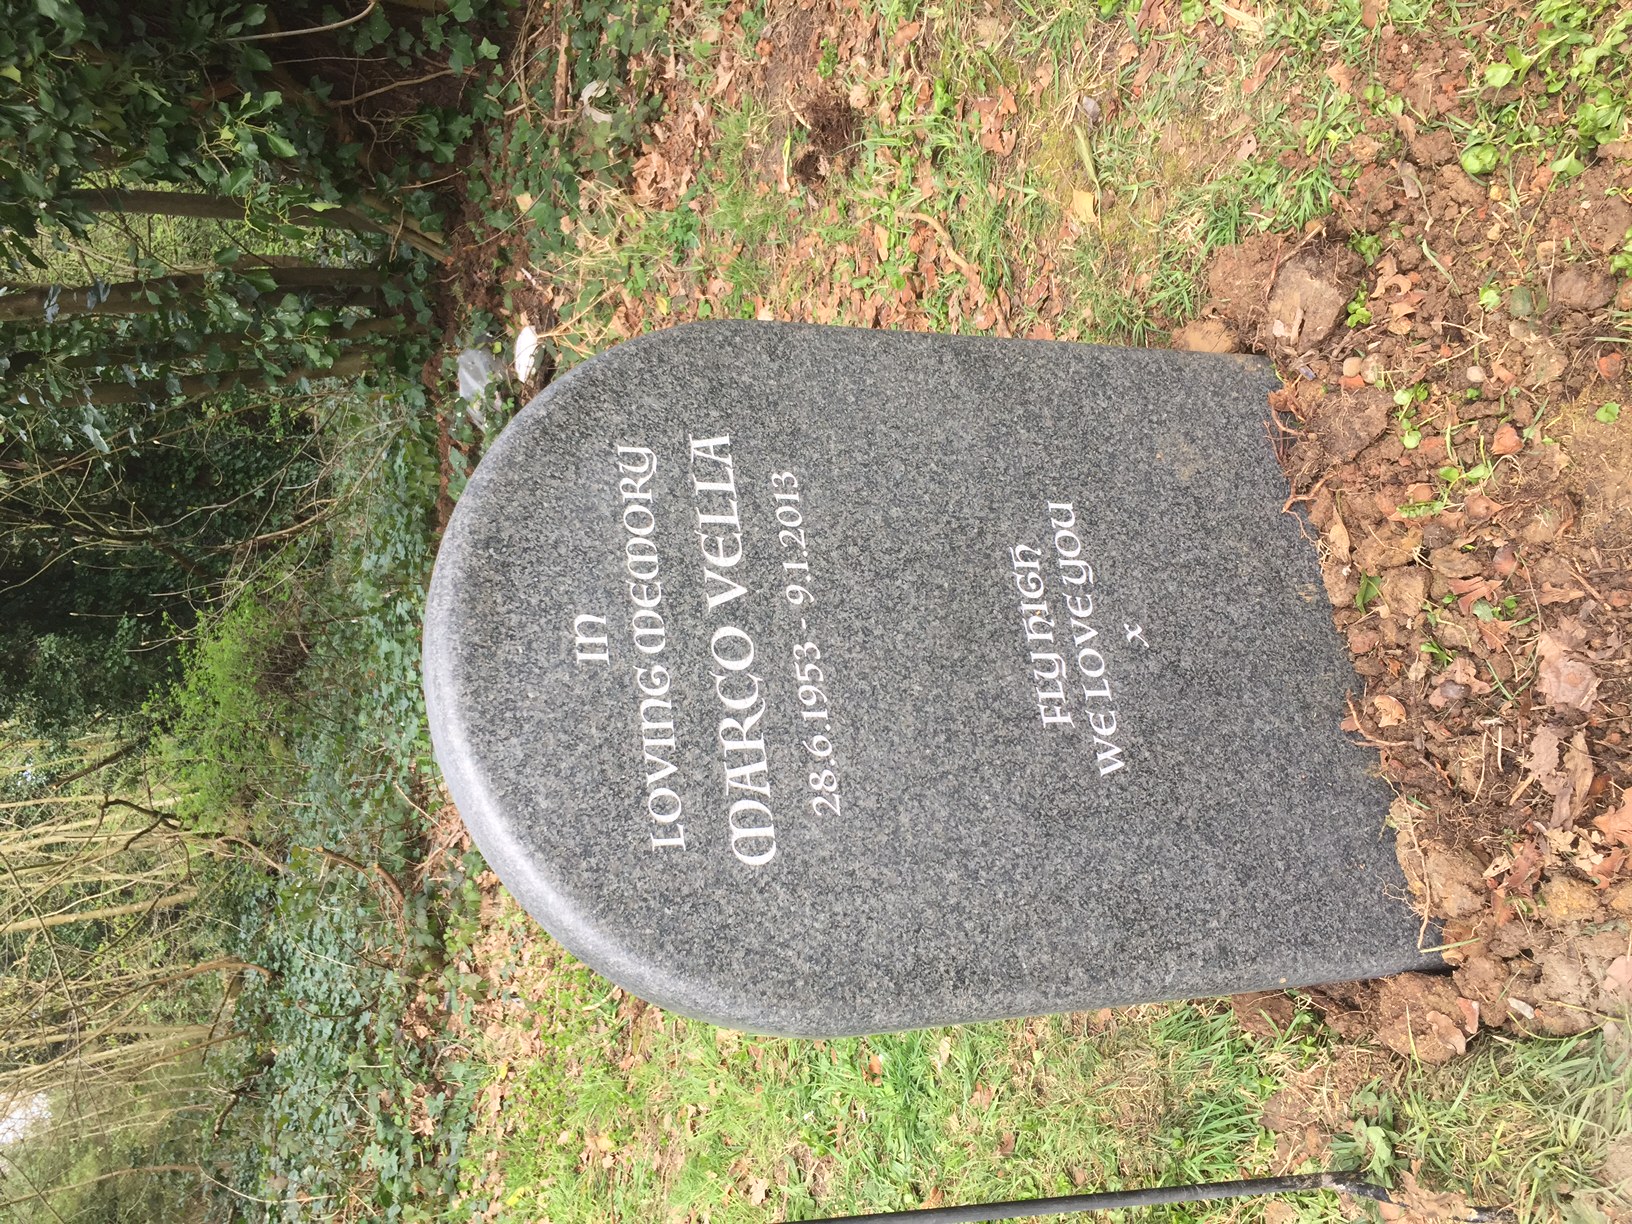 IN
LOVING MEMORY
MARCO VELLA
28.6.1953 - 9.1.2013
FLY HIGH
WE LOVE YOU
x